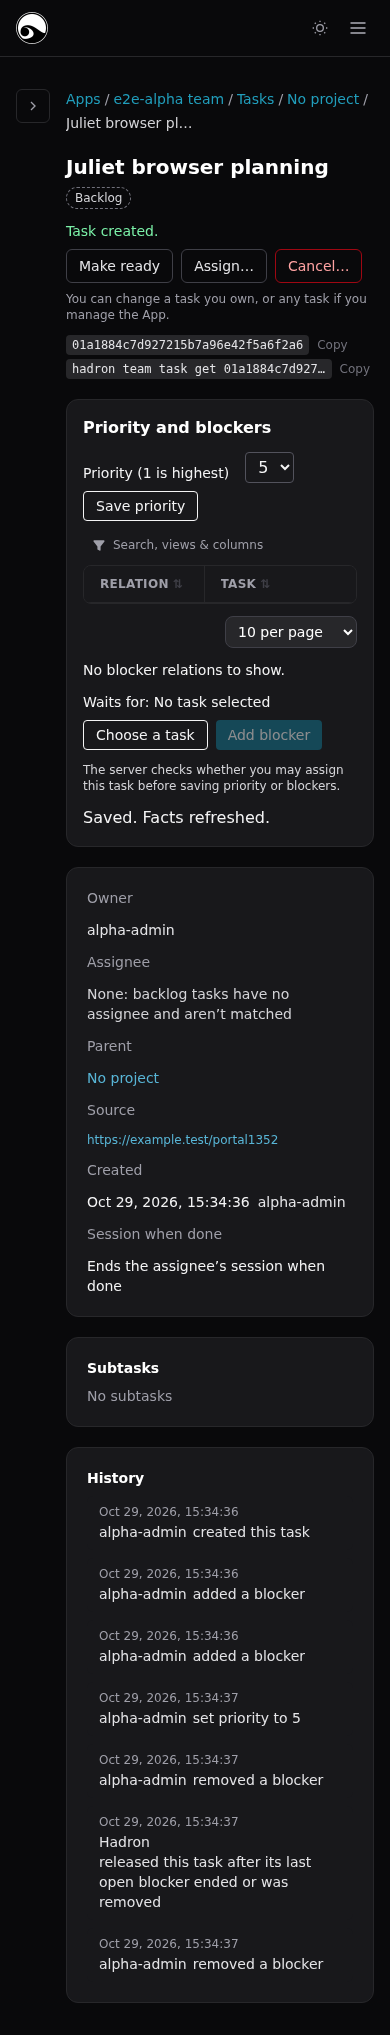 Apps / e2e-alpha team / Tasks / No project /
Juliet browser pl…
Juliet browser planning
Backlog
Task created.
Make ready
Assign…
Cancel…
You can change a task you own, or any task if you
manage the App.
01a1884c7d927215b7a96e42f5a6f2a6 Copy
hadron team task get 01a1884c7d927… Copy
Priority and blockers
Priority (1 is highest) 5
Save priority
Search, views & columns
RELATION ⇅ TASK ⇅
10 per page
No blocker relations to show.
Waits for: No task selected
Choose a task Add blocker
The server checks whether you may assign
this task before saving priority or blockers.
Saved. Facts refreshed.
Owner
alpha-admin
Assignee
None: backlog tasks have no
assignee and aren’t matched
Parent
No project
Source
https://example.test/portal1352
Created
Oct 29, 2026, 15:34:36 alpha-admin
Session when done
Ends the assignee’s session when
done
Subtasks
No subtasks
History
Oct 29, 2026, 15:34:36
alpha-admin created this task
Oct 29, 2026, 15:34:36
alpha-admin added a blocker
Oct 29, 2026, 15:34:36
alpha-admin added a blocker
Oct 29, 2026, 15:34:37
alpha-admin set priority to 5
Oct 29, 2026, 15:34:37
alpha-admin removed a blocker
Oct 29, 2026, 15:34:37
Hadron
released this task after its last
open blocker ended or was
removed
Oct 29, 2026, 15:34:37
alpha-admin removed a blocker